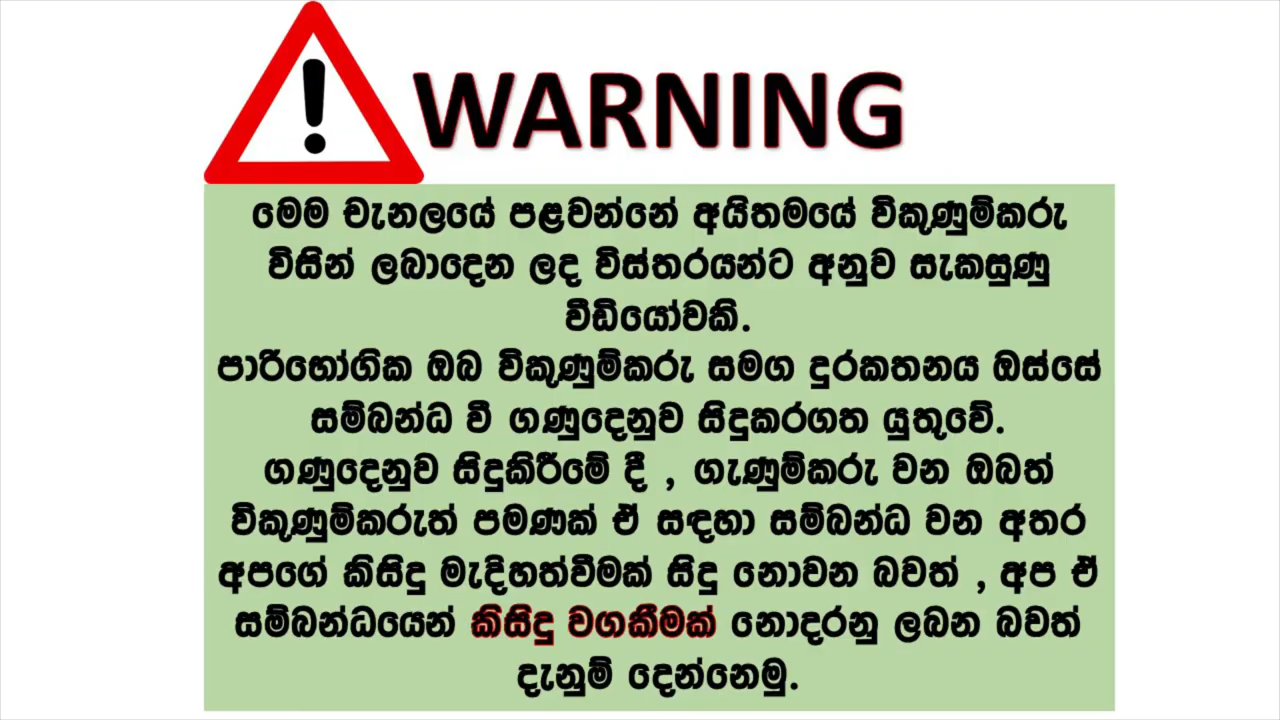 WARNING
මෙම චැනලයේ පළවන්නේ අයිතමයේ විකුණුම්කරු
විසින් ලබාදෙන ලද විස්තරයන්ට අනුව සැකසුණු
වීඩියෝවකි.
පාරිභෝගික ඔබ විකුණුම්කරු සමග දුරකතනය ඔස්සේ
සම්බන්ධ වී ගණුදෙනුව සිදුකරගත යුතුවේ.
ගණුදෙනුව සිදුකිරීමේ දී , ගැණුම්කරු වන ඔබත්
විකුණුම්කරුත් පමණක් ඒ සඳහා සම්බන්ධ වන අතර
අපගේ කිසිදු මැදිහත්වීමක් සිදු නොවන බවත් , අප ඒ
සම්බන්ධයෙන් කිසිදු වගකීමක් නොදරනු ලබන බවත්
දැනුම් දෙන්නෙමු.